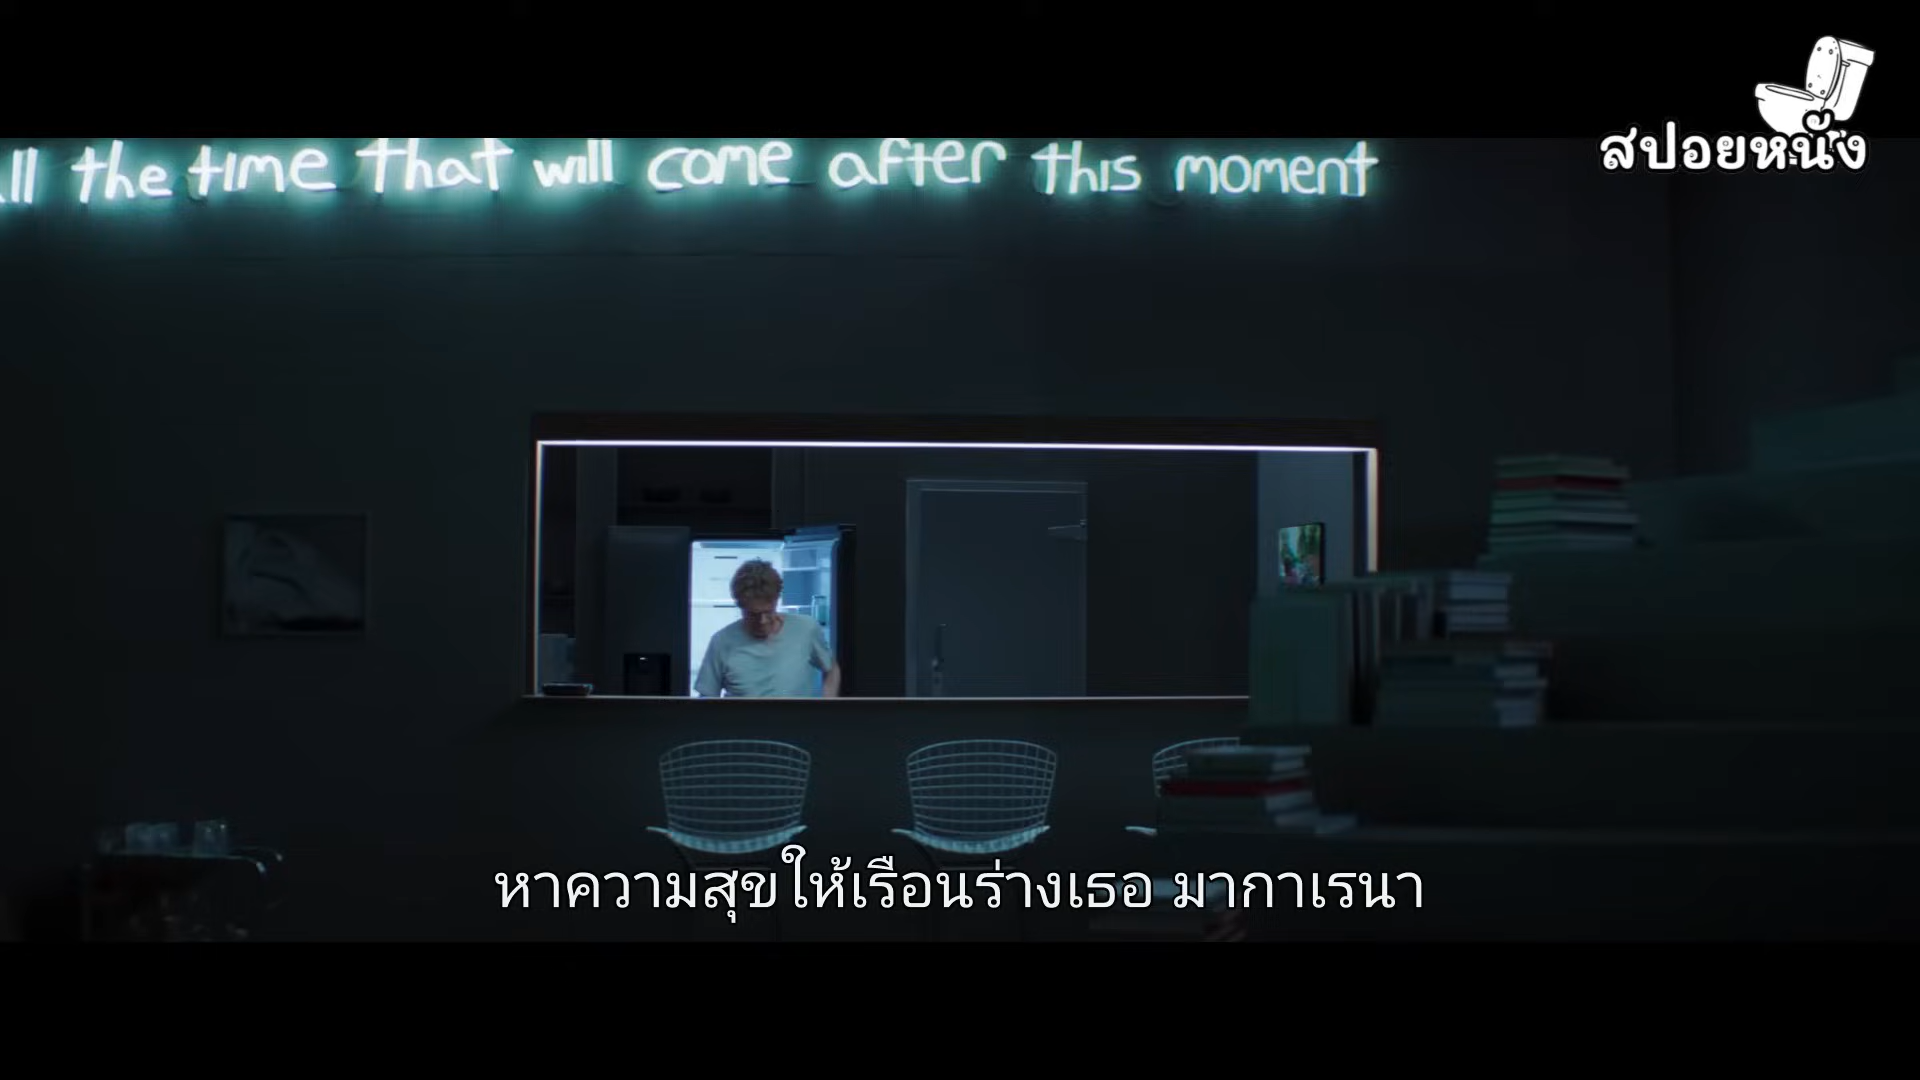 ll the time that will come after this moment
สปอยหนัง
หาความสุขให้เรือนร่างเธอ มากาเรนา